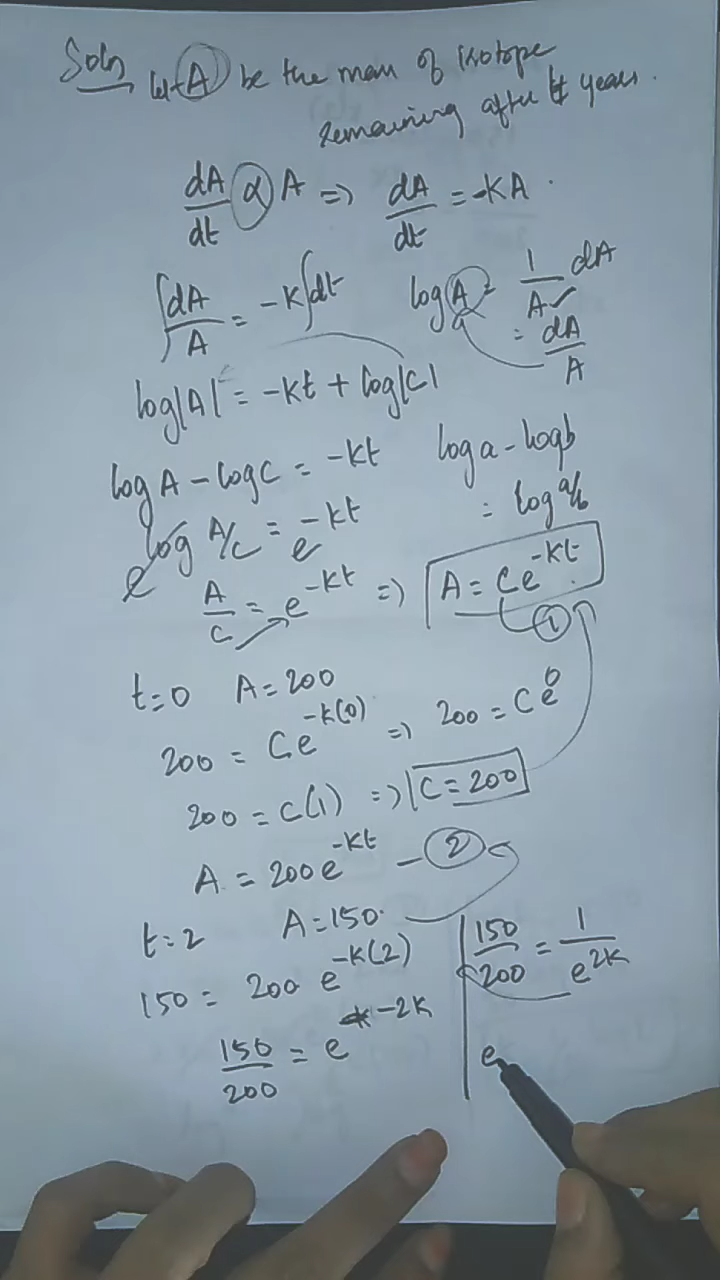 Soln let A be the mass of isotope
remaining after t years.
dA/dt ∝ A => dA/dt = -KA.
∫dA/A = -K∫dt
log A = 1/A dA
= dA/A
log|A| = -Kt + log|C|
log A - log C = -Kt
log a - log b
= log a/b
e^(log A/C) = e^(-Kt)
A/C = e^(-Kt) => A = Ce^(-Kt)
①
t=0 A=200
200 = Ce^(-K(0)) => 200 = Ce^0
200 = C(1) => C=200
A = 200e^(-Kt) - ②
t=2 A=150.
150 = 200 e^(-K(2))
150/200 = e^(-2K)
150/200 = 1/e^(2K)
e